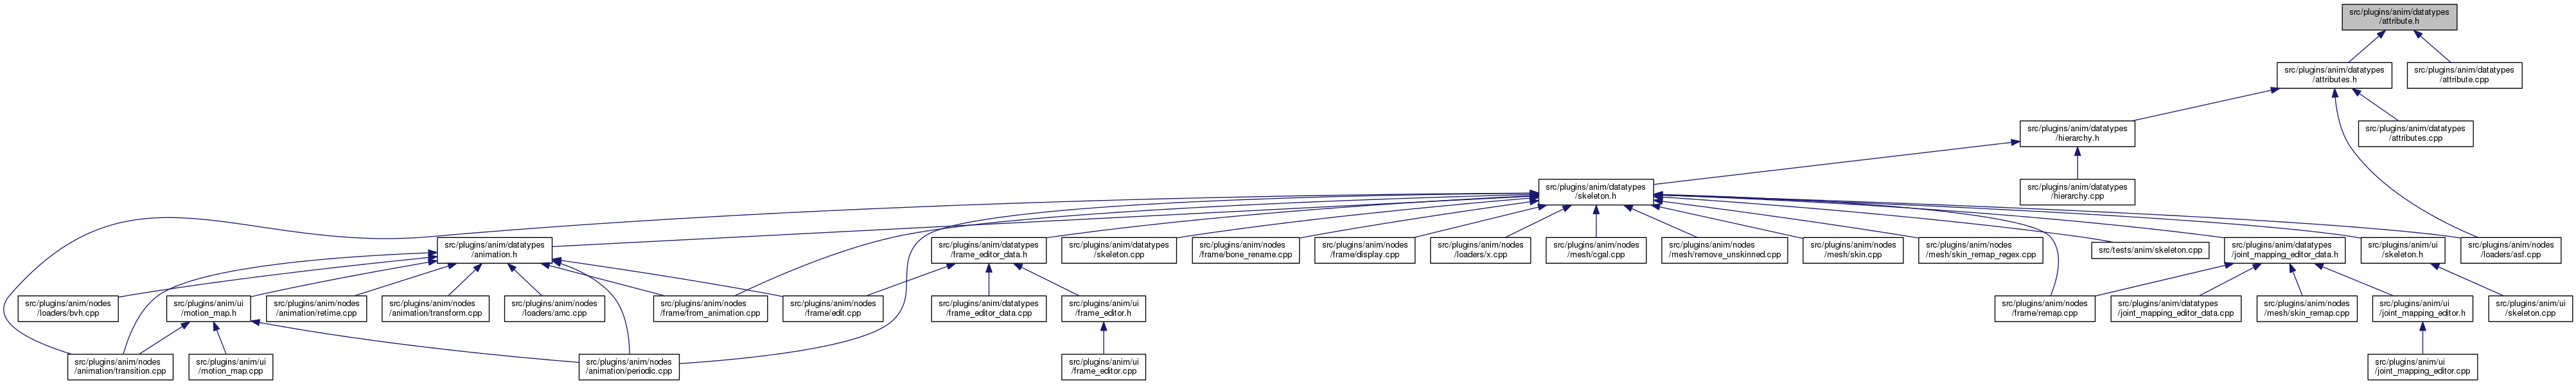 src/plugins/anim/datatypes
/attribute.h
src/plugins/anim/datatypes
/attributes.h
src/plugins/anim/datatypes
/attribute.cpp
src/plugins/anim/datatypes
/hierarchy.h
src/plugins/anim/datatypes
/attributes.cpp
src/plugins/anim/datatypes
/skeleton.h
src/plugins/anim/datatypes
/hierarchy.cpp
src/plugins/anim/datatypes
/animation.h
src/plugins/anim/datatypes
/frame_editor_data.h
src/plugins/anim/datatypes
/skeleton.cpp
src/plugins/anim/nodes
/frame/bone_rename.cpp
src/plugins/anim/nodes
/frame/display.cpp
src/plugins/anim/nodes
/loaders/x.cpp
src/plugins/anim/nodes
/mesh/cgal.cpp
src/plugins/anim/nodes
/mesh/remove_unskinned.cpp
src/plugins/anim/nodes
/mesh/skin.cpp
src/plugins/anim/nodes
/mesh/skin_remap_regex.cpp
src/tests/anim/skeleton.cpp
src/plugins/anim/datatypes
/joint_mapping_editor_data.h
src/plugins/anim/ui
/skeleton.h
src/plugins/anim/nodes
/loaders/asf.cpp
src/plugins/anim/nodes
/loaders/bvh.cpp
src/plugins/anim/ui
/motion_map.h
src/plugins/anim/nodes
/animation/retime.cpp
src/plugins/anim/nodes
/animation/transform.cpp
src/plugins/anim/nodes
/loaders/amc.cpp
src/plugins/anim/nodes
/frame/from_animation.cpp
src/plugins/anim/nodes
/frame/edit.cpp
src/plugins/anim/datatypes
/frame_editor_data.cpp
src/plugins/anim/ui
/frame_editor.h
src/plugins/anim/nodes
/frame/remap.cpp
src/plugins/anim/datatypes
/joint_mapping_editor_data.cpp
src/plugins/anim/nodes
/mesh/skin_remap.cpp
src/plugins/anim/ui
/joint_mapping_editor.h
src/plugins/anim/ui
/skeleton.cpp
src/plugins/anim/nodes
/animation/transition.cpp
src/plugins/anim/ui
/motion_map.cpp
src/plugins/anim/nodes
/animation/periodic.cpp
src/plugins/anim/ui
/frame_editor.cpp
src/plugins/anim/ui
/joint_mapping_editor.cpp